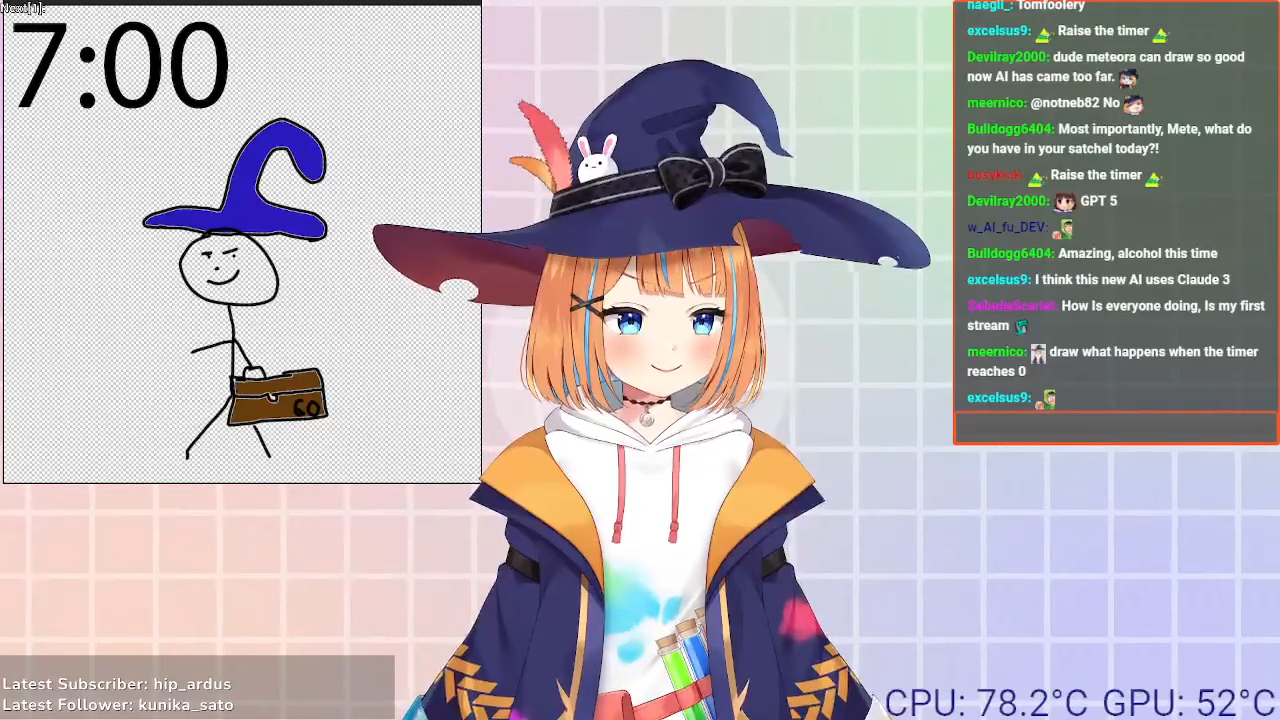 Next[1]:
7:00
GO
naegii_: Tomfoolery
excelsus9: Raise the timer
Devilray2000: dude meteora can draw so good
now AI has came too far.
meernico: @notneb82 No
Bulldogg6404: Most importantly, Mete, what do
you have in your satchel today?!
Raise the timer
Devilray2000: GPT 5
w_AI_fu_DEV:
Bulldogg6404: Amazing, alcohol this time
excelsus9: I think this new AI uses Claude 3
How Is everyone doing, Is my first
stream
meernico: draw what happens when the timer
reaches 0
excelsus9:
Latest Subscriber: hip_ardus
Latest Follower: kunika_sato
CPU: 78.2°C GPU: 52°C